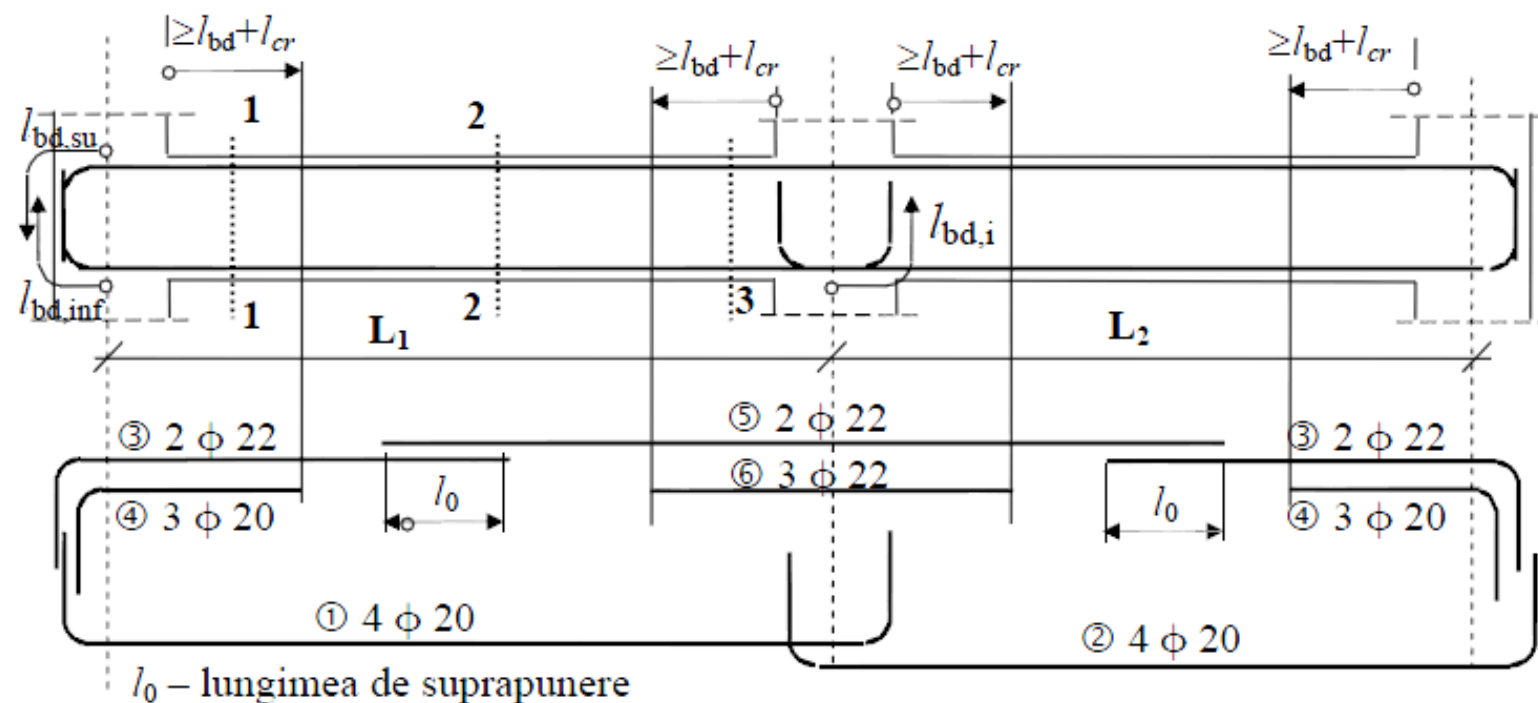 ≥lbd+lcr
≥lbd+lcr ≥lbd+lcr ≥lbd+lcr
1 2
lbd,su
lbd,i
lbd,inf
1 2 3
L1 L2
③ 2 ϕ 22 ⑤ 2 ϕ 22 ③ 2 ϕ 22
⑥ 3 ϕ 22
④ 3 ϕ 20 l0 l0 ④ 3 ϕ 20
① 4 ϕ 20
② 4 ϕ 20
l0 – lungimea de suprapunere